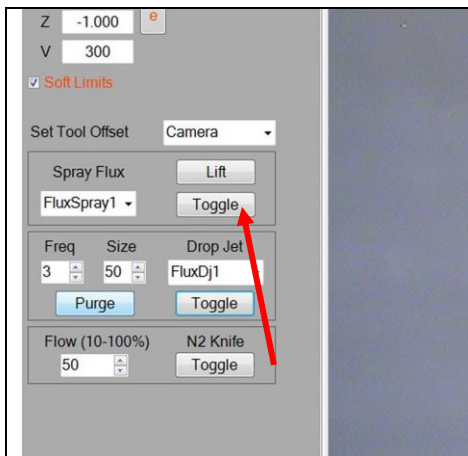 Z -1.000 e
V 300
Soft Limits
Set Tool Offset Camera
Spray Flux Lift
FluxSpray1 Toggle
Freq Size Drop Jet
3 50 FluxDj1
Purge Toggle
Flow (10-100%) N2 Knife
50 Toggle